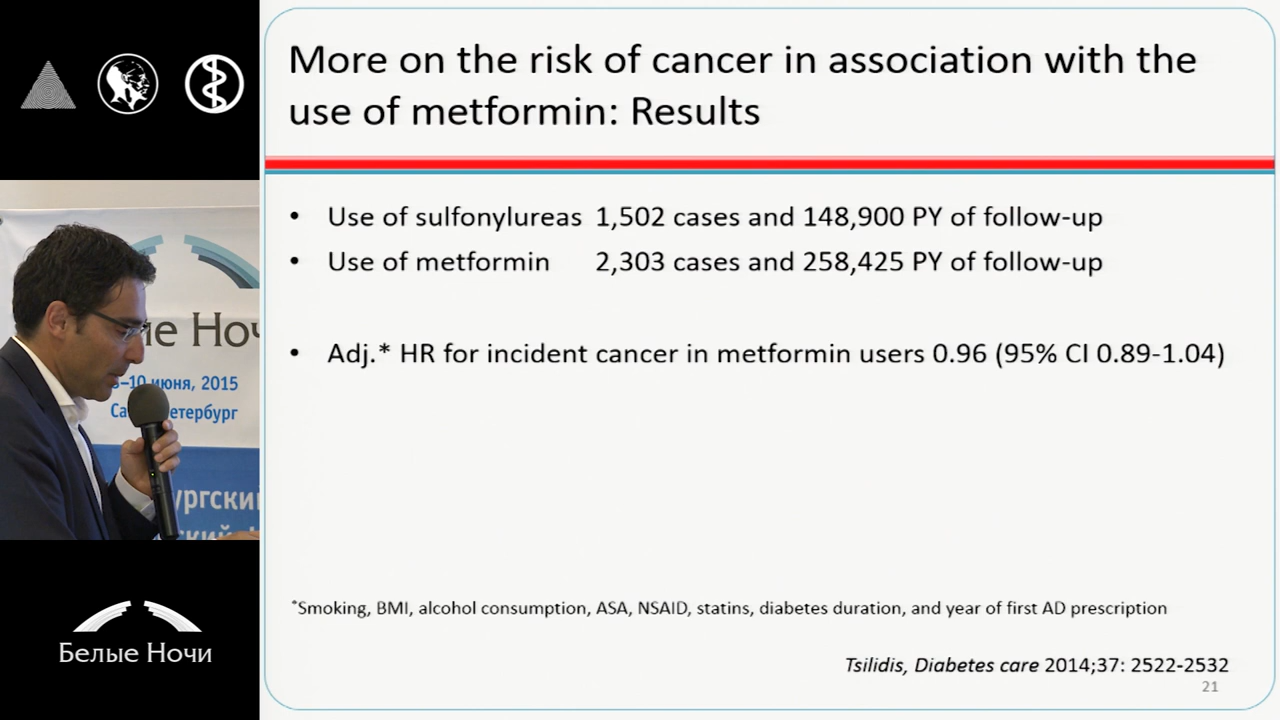 More on the risk of cancer in association with the
use of metformin: Results
• Use of sulfonylureas 1,502 cases and 148,900 PY of follow-up
• Use of metformin 2,303 cases and 258,425 PY of follow-up
• Adj.* HR for incident cancer in metformin users 0.96 (95% CI 0.89-1.04)
*Smoking, BMI, alcohol consumption, ASA, NSAID, statins, diabetes duration, and year of first AD prescription
Tsilidis, Diabetes care 2014;37: 2522-2532
21
ые Ноч
–10 июня, 2015
Са етербург
ургски
Белые Ночи